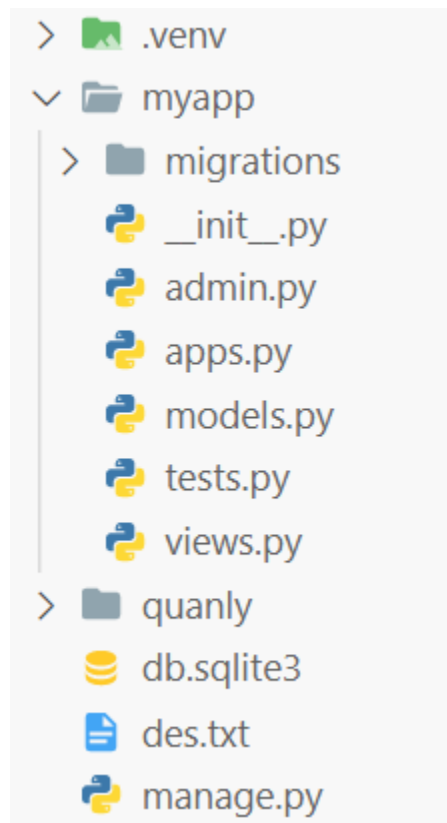 .venv
myapp
migrations
__init__.py
admin.py
apps.py
models.py
tests.py
views.py
quanly
db.sqlite3
des.txt
manage.py